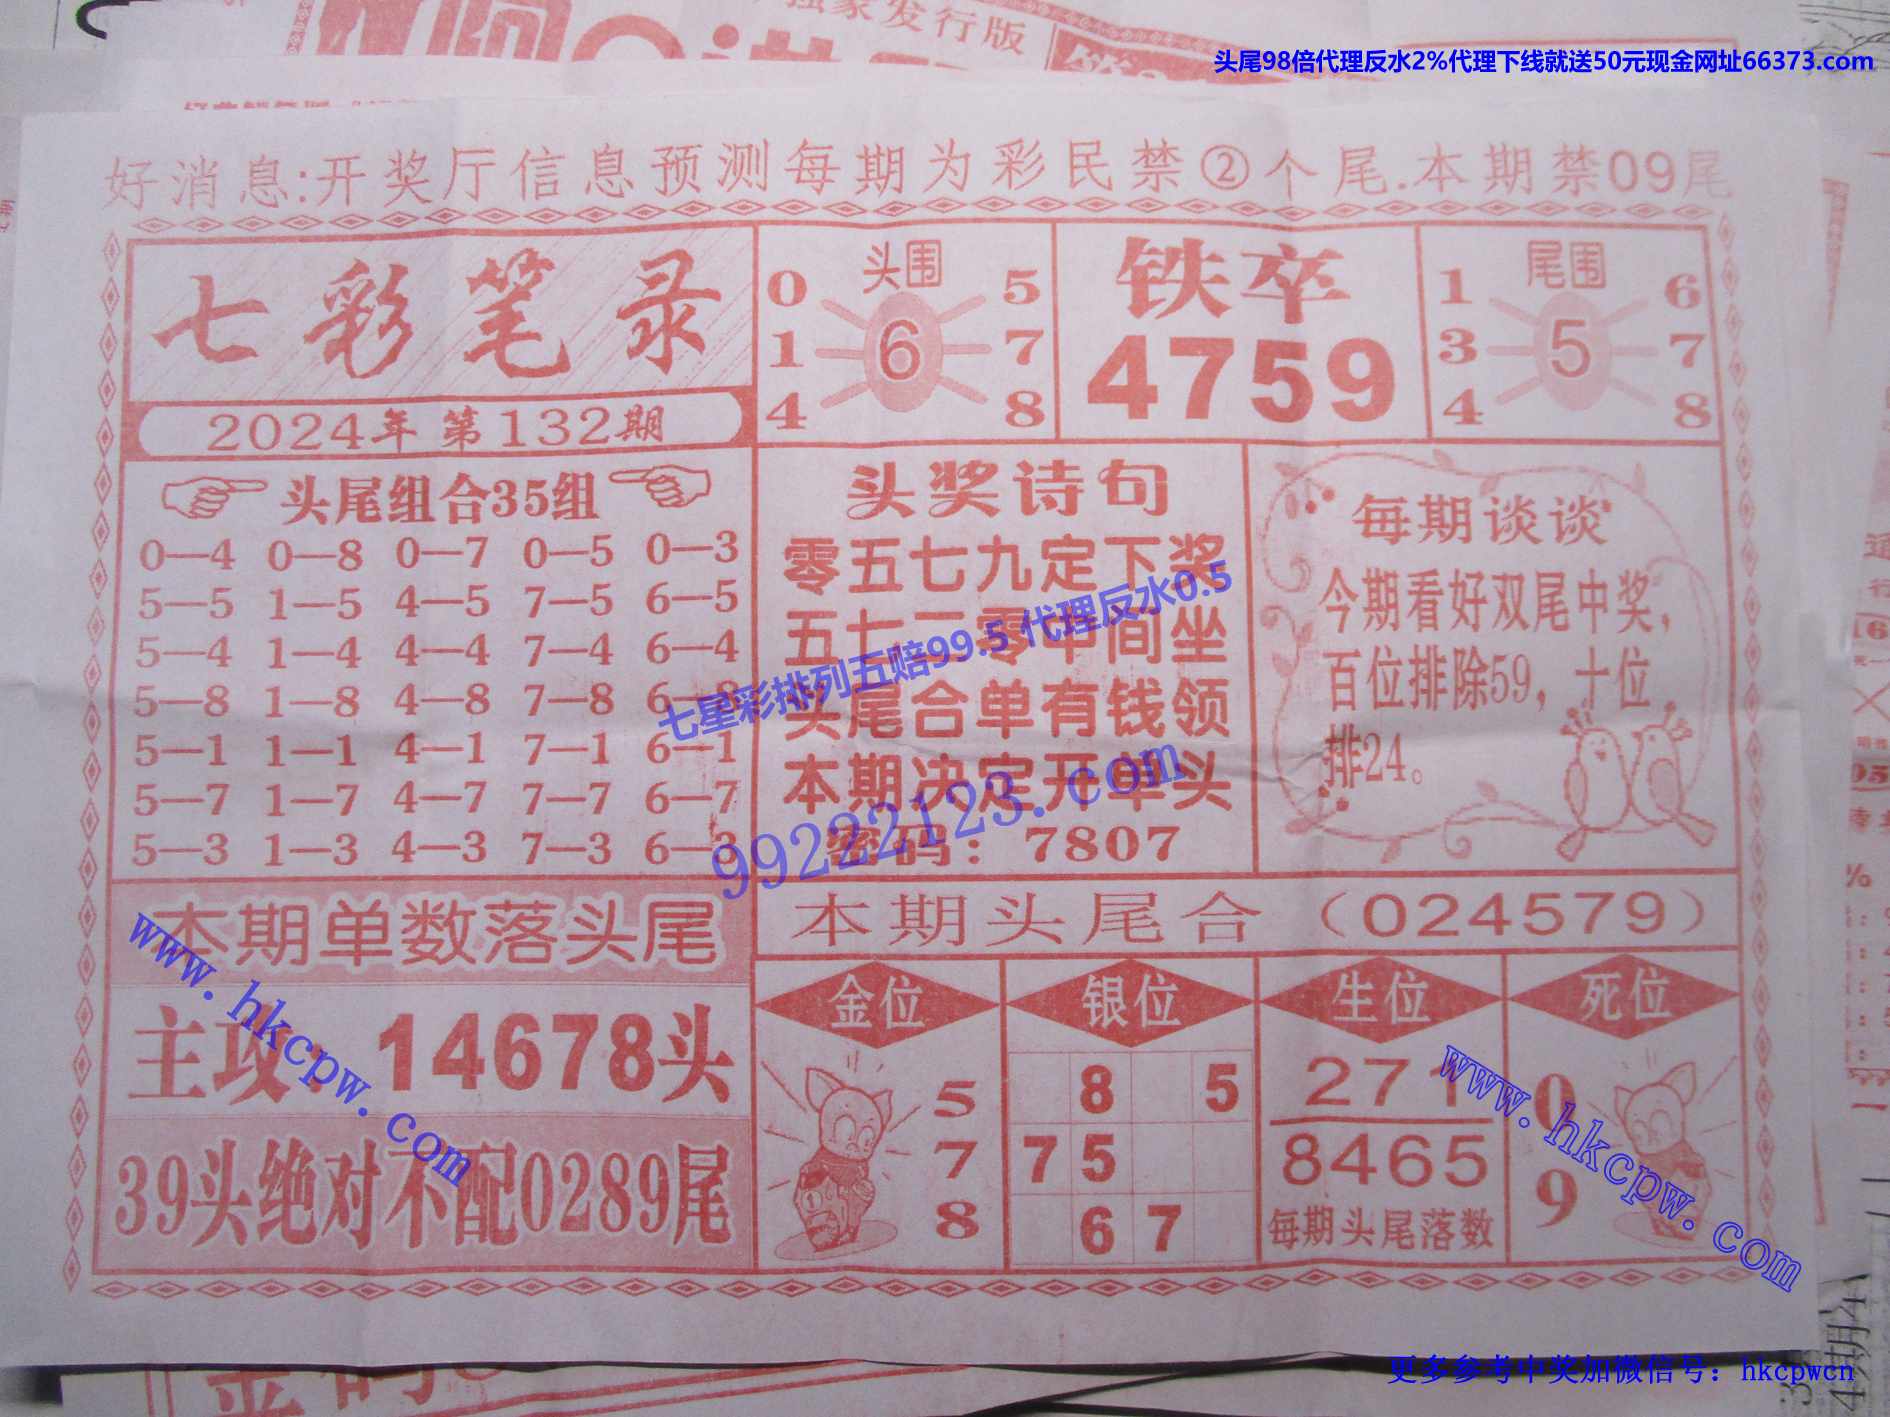 独家发行版
头尾98倍代理反水2%代理下线就送50元现金网址66373.com
好消息:开奖厅信息预测每期为彩民禁②个尾.本期禁09尾
七彩笔录
2024年 第132期
头围
0 5
1 6 7
4 8
铁卒
4759
尾围
1 6
3 5 7
4 8
头尾组合35组
0—4 0—8 0—7 0—5 0—3
5—5 1—5 4—5 7—5 6—5
5—4 1—4 4—4 7—4 6—4
5—8 1—8 4—8 7—8 6—8
5—1 1—1 4—1 7—1 6—1
5—7 1—7 4—7 7—7 6—7
5—3 1—3 4—3 7—3 6—3
头奖诗句
零五七九定下奖
五七二零中间坐
头尾合单有钱领
本期决定开单头
密码：7807
每期谈谈
今期看好双尾中奖，
百位排除59，十位
排24。
七星彩排列五赔99.5 代理反水0.5
99222123.com
本期单数落头尾
主攻：14678头
39头绝对不配0289尾
www.hkcpw.com
本期头尾合（024579）
金位
5
7
8
银位
8 5
7 5
6 7
生位
271
8465
每期头尾落数
死位
0
9
www.hkcpw.com
更多参考中奖加微信号：hkcpwcn